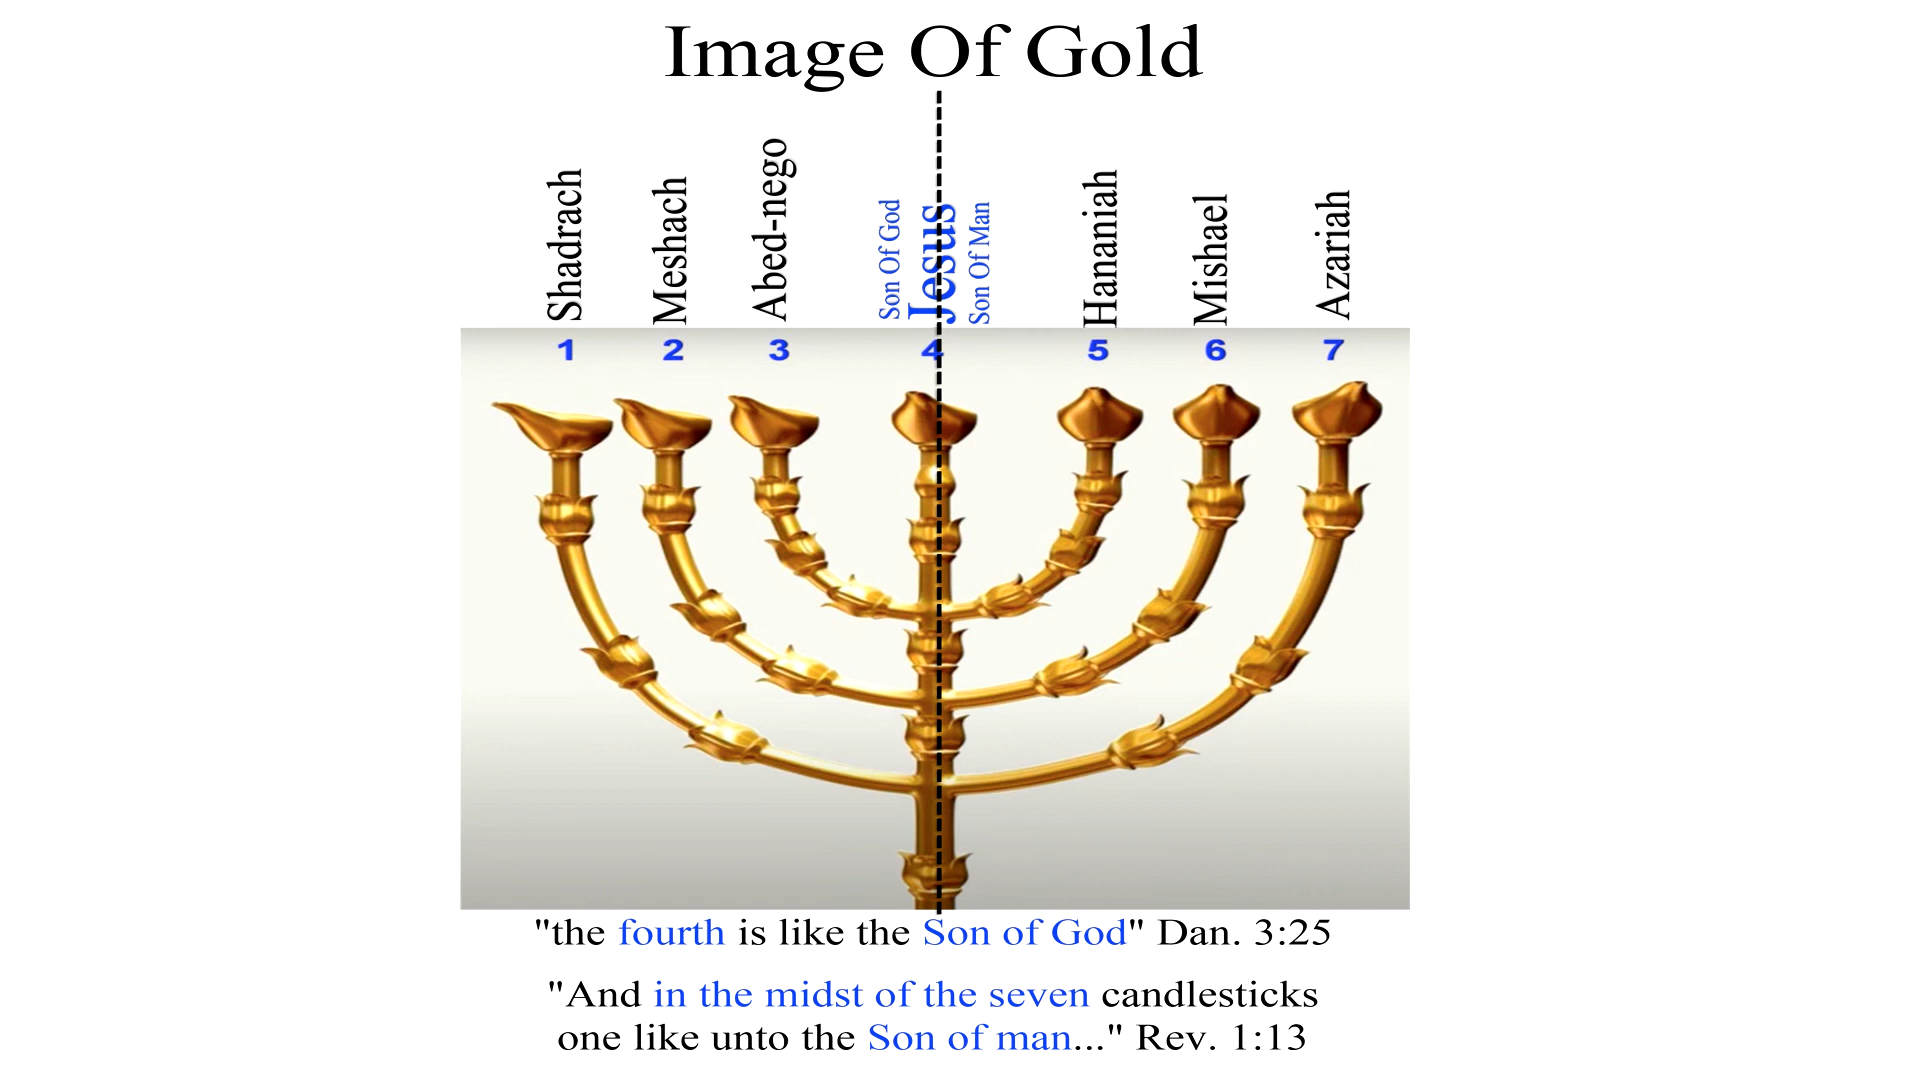 Image Of Gold
Shadrach
Meshach
Abed-nego
Son Of God
Jesus
Son Of Man
Hananiah
Mishael
Azariah
1 2 3 4 5 6 7
"the fourth is like the Son of God" Dan. 3:25
"And in the midst of the seven candlesticks
one like unto the Son of man..." Rev. 1:13